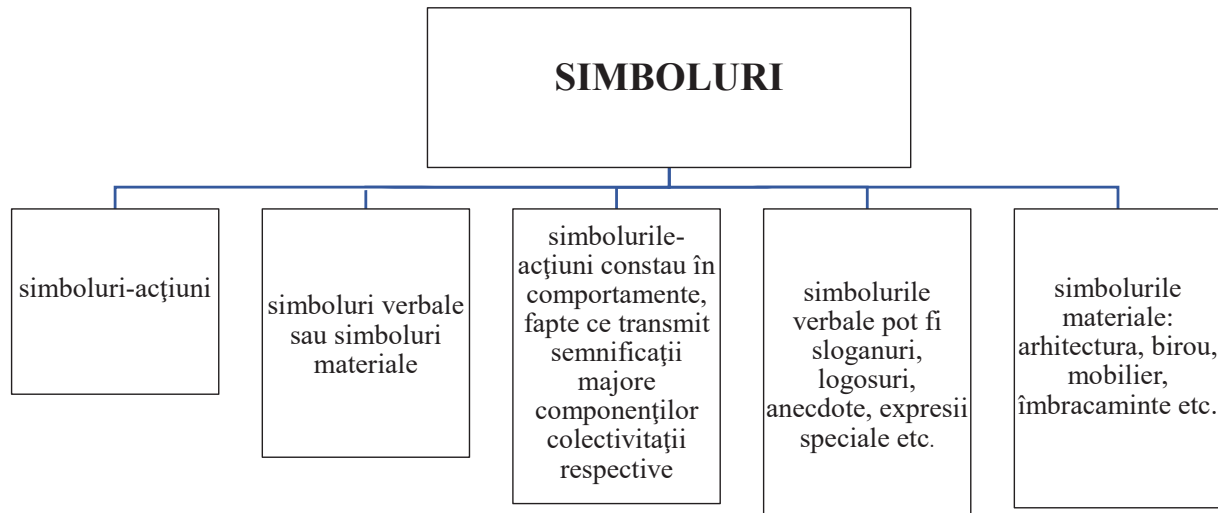 SIMBOLURI
simboluri-acţiuni
simboluri verbale
sau simboluri
materiale
simbolurile-
acţiuni constau în
comportamente,
fapte ce transmit
semnificaţii
majore
componenţilor
colectivitaţii
respective
simbolurile
verbale pot fi
sloganuri,
logosuri,
anecdote, expresii
speciale etc.
simbolurile
materiale:
arhitectura, birou,
mobilier,
îmbracaminte etc.